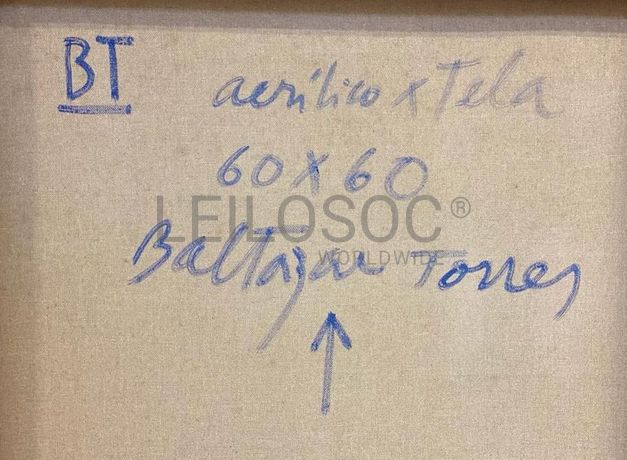 BT
acrílico x Tela
60 x 60
LEILOSOC®
WORLDWIDE
Baltazar Torres